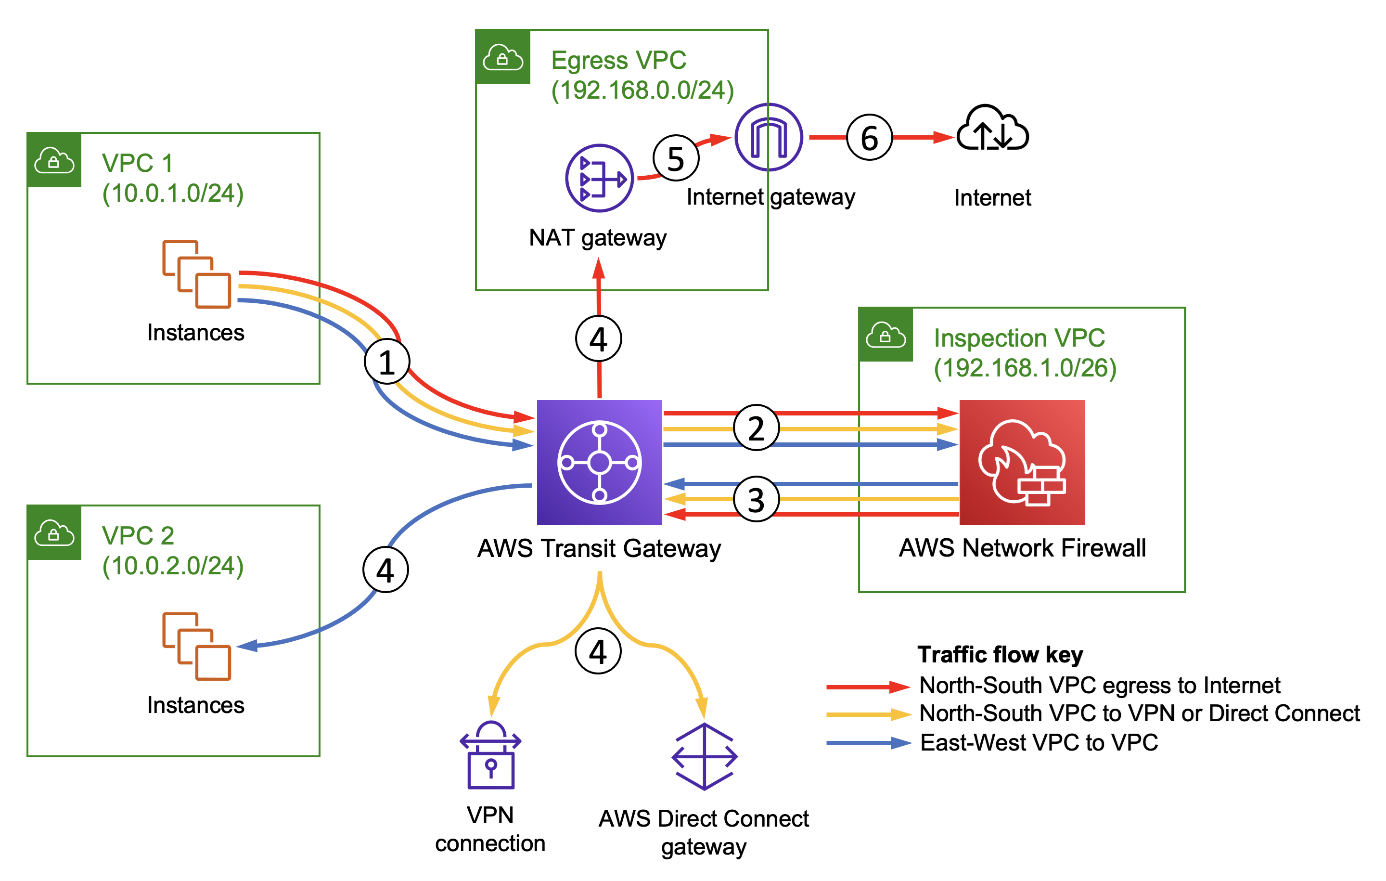 Egress VPC
(192.168.0.0/24)
5
6
Internet gateway
Internet
NAT gateway
VPC 1
(10.0.1.0/24)
Instances
1
4
Inspection VPC
(192.168.1.0/26)
2
3
AWS Transit Gateway
AWS Network Firewall
VPC 2
(10.0.2.0/24)
Instances
4
4
VPN
connection
AWS Direct Connect
gateway
Traffic flow key
North-South VPC egress to Internet
North-South VPC to VPN or Direct Connect
East-West VPC to VPC